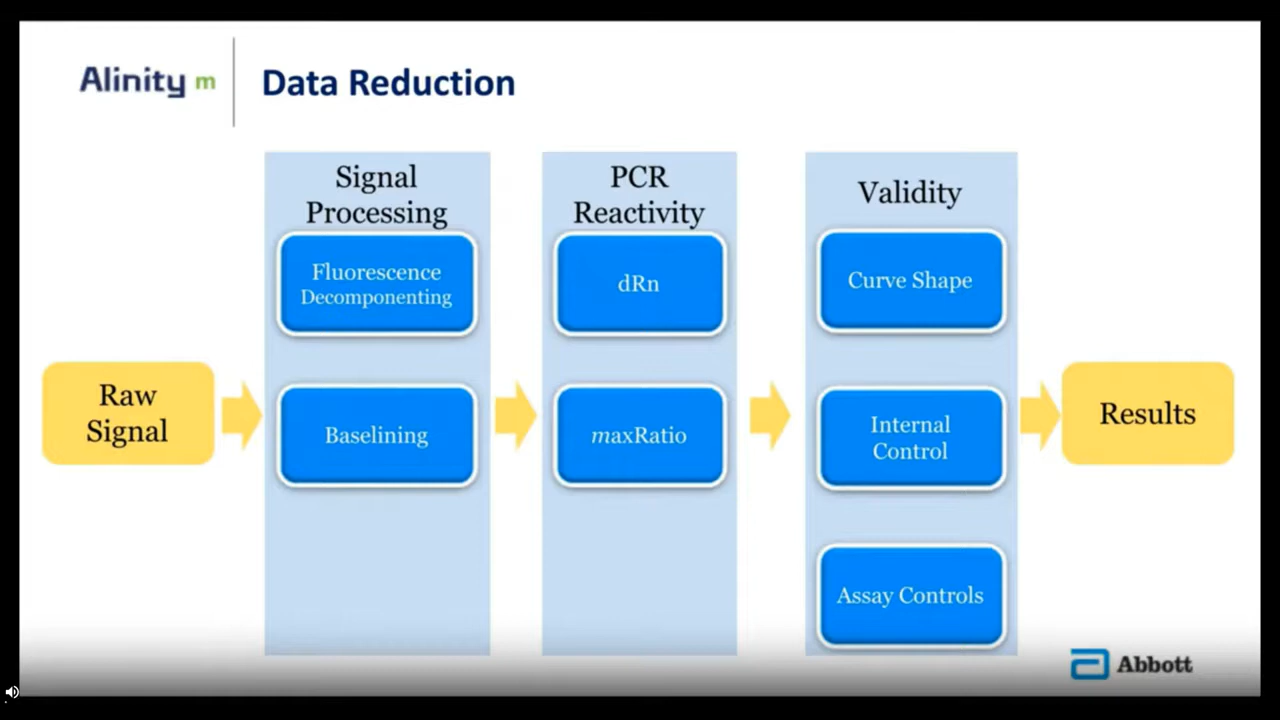 Alinity m
Data Reduction
Signal
Processing
Fluorescence
Decomponenting
Baselining
PCR
Reactivity
dRn
maxRatio
Validity
Curve Shape
Internal
Control
Assay Controls
Raw
Signal
Results
Abbott